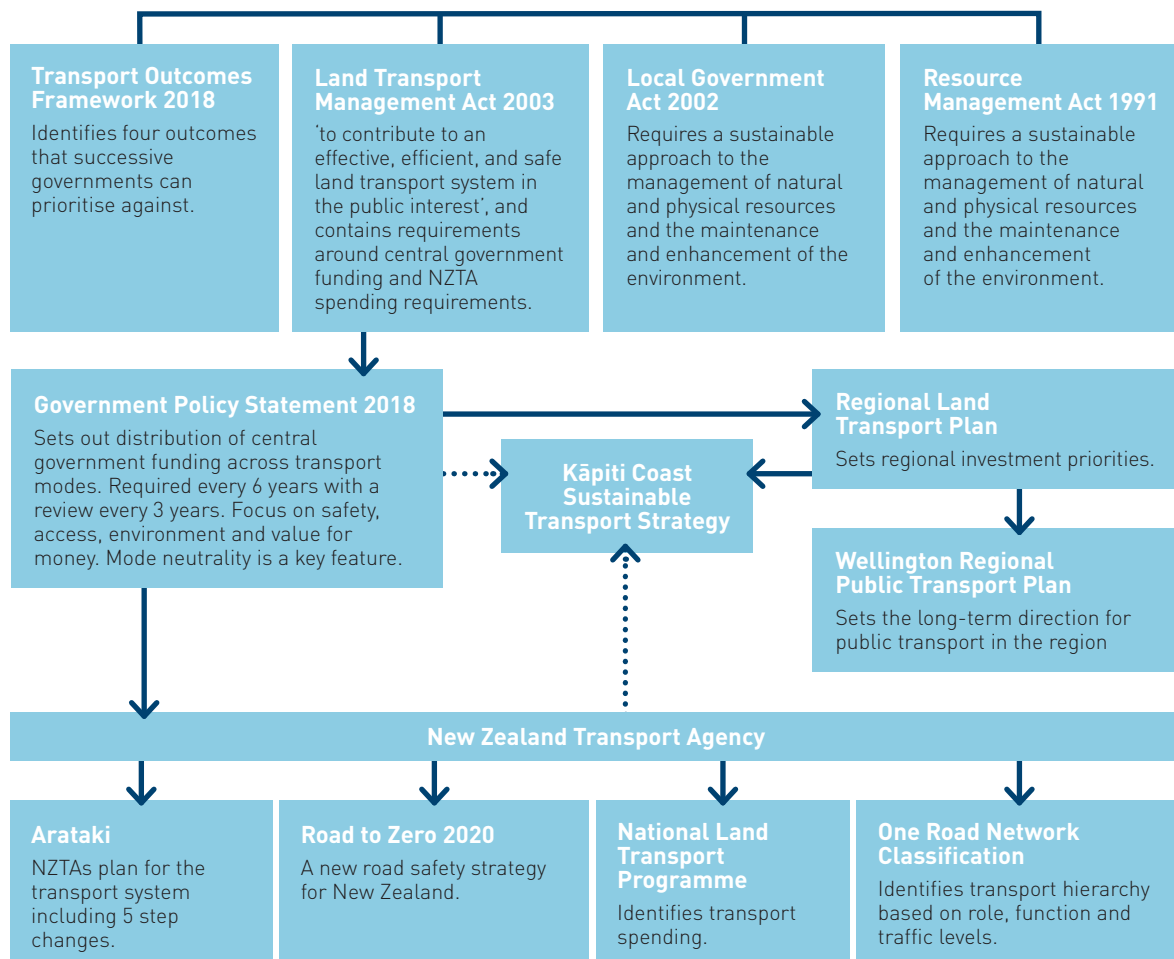 Transport Outcomes
Framework 2018
Identifies four outcomes
that successive
governments can
prioritise against.
Land Transport
Management Act 2003
‘to contribute to an
effective, efficient, and safe
land transport system in
the public interest’, and
contains requirements
around central government
funding and NZTA
spending requirements.
Local Government
Act 2002
Requires a sustainable
approach to the
management of natural
and physical resources
and the maintenance
and enhancement of the
environment.
Resource
Management Act 1991
Requires a sustainable
approach to the
management of natural
and physical resources
and the maintenance
and enhancement
of the environment.
Government Policy Statement 2018
Sets out distribution of central
government funding across transport
modes. Required every 6 years with a
review every 3 years. Focus on safety,
access, environment and value for
money. Mode neutrality is a key feature.
Kāpiti Coast
Sustainable
Transport Strategy
Regional Land
Transport Plan
Sets regional investment priorities.
Wellington Regional
Public Transport Plan
Sets the long-term direction for
public transport in the region
New Zealand Transport Agency
Arataki
NZTAs plan for the
transport system
including 5 step
changes.
Road to Zero 2020
A new road safety strategy
for New Zealand.
National Land
Transport
Programme
Identifies transport
spending.
One Road Network
Classification
Identifies transport hierarchy
based on role, function and
traffic levels.